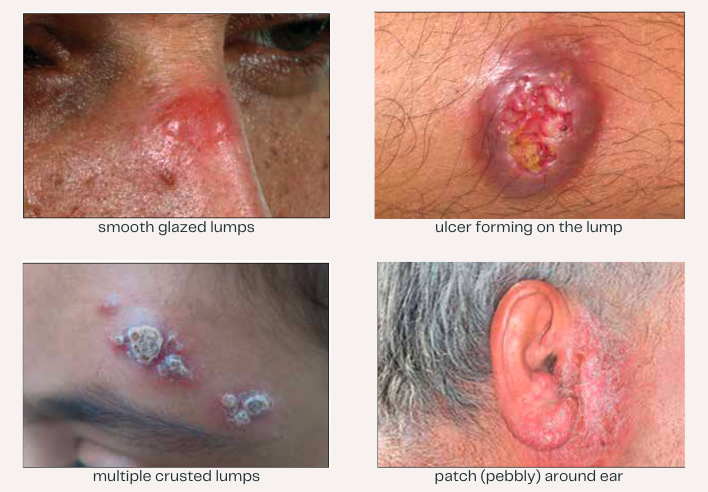 smooth glazed lumps
ulcer forming on the lump
multiple crusted lumps
patch (pebbly) around ear